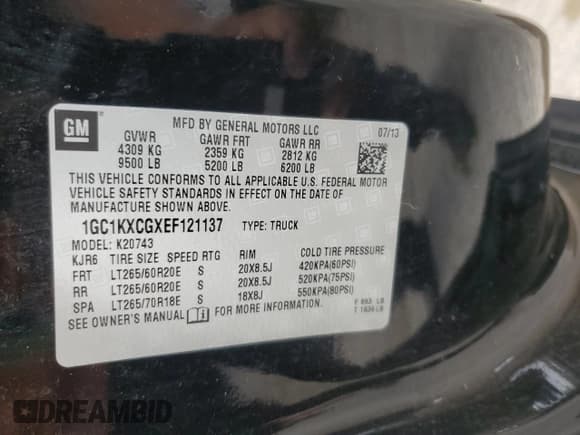 GM
MFD BY GENERAL MOTORS LLC 07/13
GVWR GAWR FRT GAWR RR
4309 KG 2359 KG 2812 KG
9500 LB 5200 LB 6200 LB
THIS VEHICLE CONFORMS TO ALL APPLICABLE U.S. FEDERAL MOTOR
VEHICLE SAFETY STANDARDS IN EFFECT ON THE DATE OF
MANUFACTURE SHOWN ABOVE.
1GC1KXCGXEF121137 TYPE: TRUCK
MODEL: K20743
KJR6 TIRE SIZE SPEED RTG RIM COLD TIRE PRESSURE
FRT LT265/60R20E S 20X8.5J 420KPA(60PSI)
RR LT265/60R20E S 20X8.5J 520KPA(75PSI)
SPA LT265/70R18E S 18X8J 550KPA(80PSI)
SEE OWNER'S MANUAL i FOR MORE INFORMATION.
DREAMBID